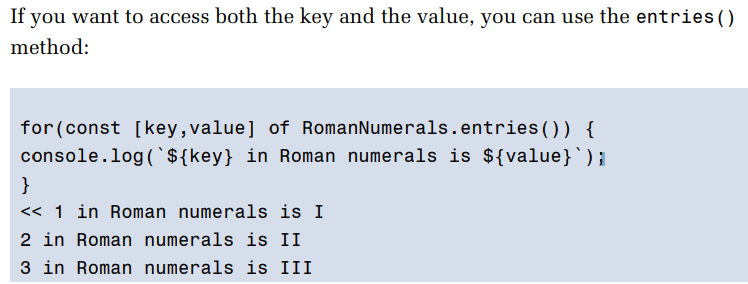 If you want to access both the key and the value, you can use the entries()
method:
for(const [key,value] of RomanNumerals.entries()) {
console.log(`${key} in Roman numerals is ${value}`);
}
<< 1 in Roman numerals is I
2 in Roman numerals is II
3 in Roman numerals is III